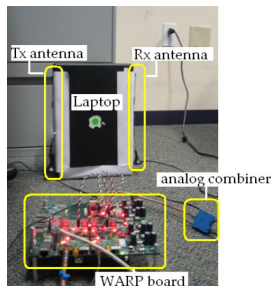 Tx antenna
Rx antenna
Laptop
analog combiner
WARP board